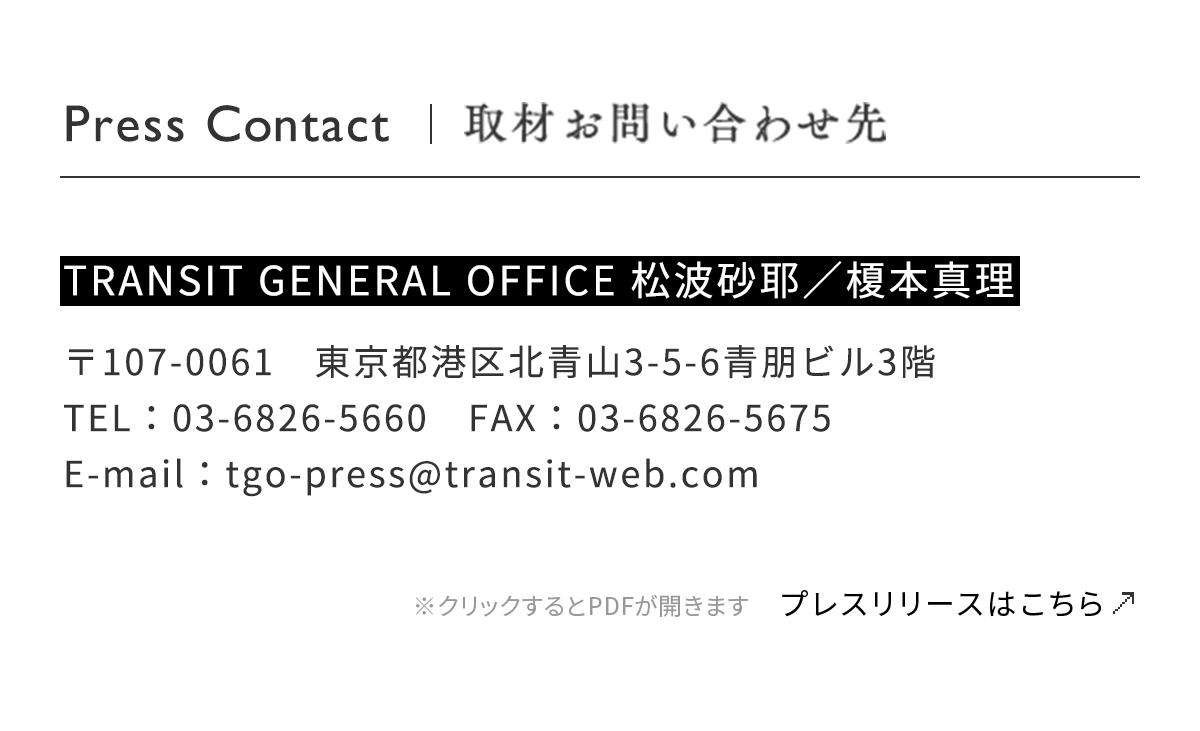 Press Contact｜取材お問い合わせ先
TRANSIT GENERAL OFFICE 松波砂耶／榎本真理
〒107-0061　東京都港区北青山3-5-6青朋ビル3階
TEL：03-6826-5660　FAX：03-6826-5675
E-mail：tgo-press@transit-web.com
※クリックするとPDFが開きます　プレスリリースはこちら↗